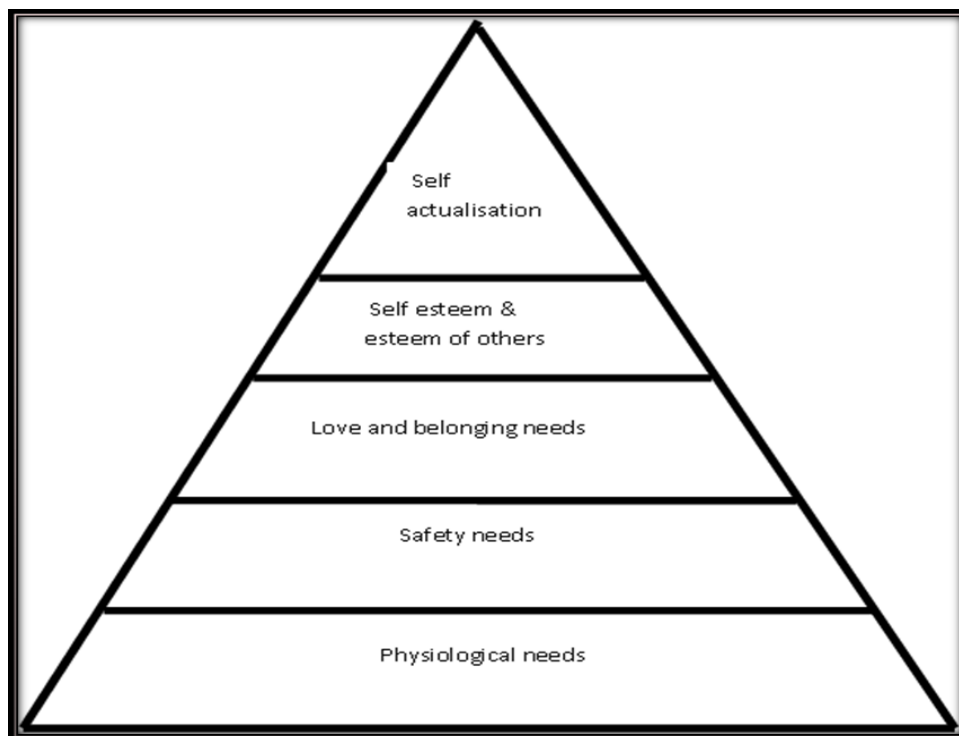 Self
actualisation
Self esteem &
esteem of others
Love and belonging needs
Safety needs
Physiological needs